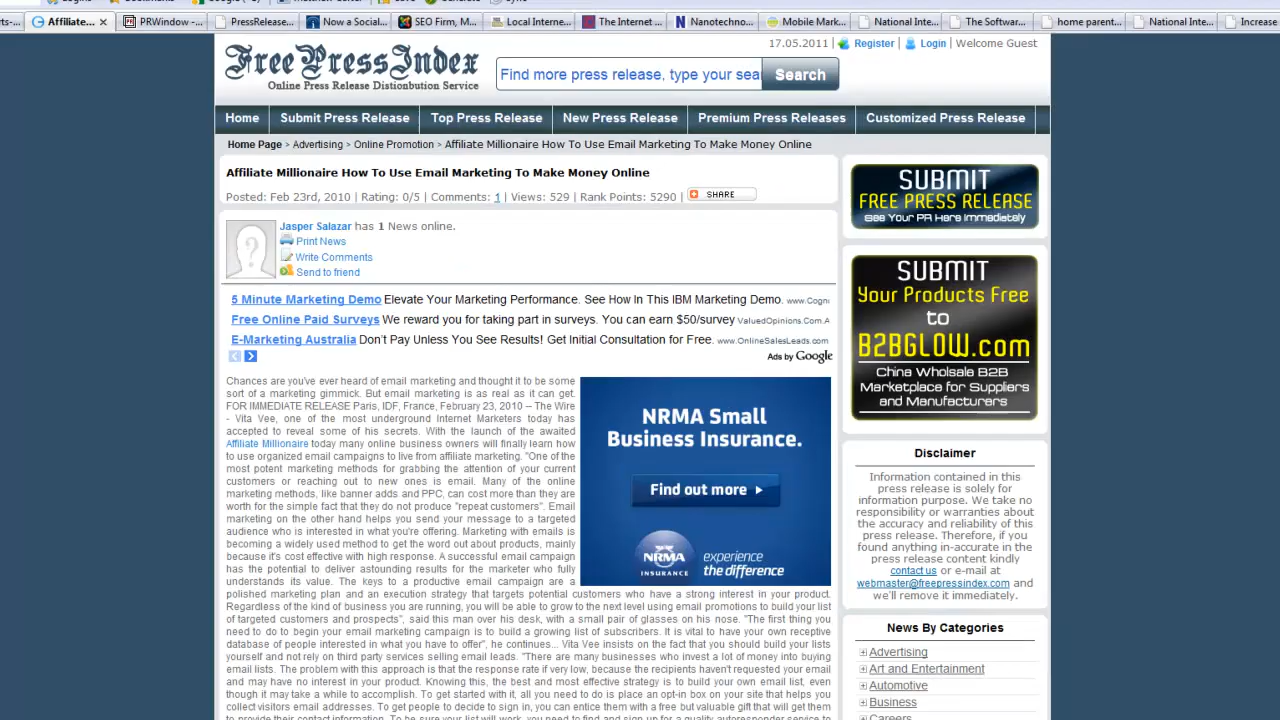 Affiliate...
PRWindow -...
PressRelease...
Now a Social...
SEO Firm, M...
Local Interne...
The Internet ...
Nanotechno...
Mobile Mark...
National Inte...
The Software...
home parent...
National Inte...
Increase
17.05.2011 | Register | Login | Welcome Guest
FreePressIndex
Online Press Release Distionbution Service
Find more press release, type your sea
Search
Home
Submit Press Release
Top Press Release
New Press Release
Premium Press Releases
Customized Press Release
Home Page > Advertising > Online Promotion > Affiliate Millionaire How To Use Email Marketing To Make Money Online
Affiliate Millionaire How To Use Email Marketing To Make Money Online
Posted: Feb 23rd, 2010 | Rating: 0/5 | Comments: 1 | Views: 529 | Rank Points: 5290 | SHARE
Jasper Salazar has 1 News online.
Print News
Write Comments
Send to friend
5 Minute Marketing Demo Elevate Your Marketing Performance. See How In This IBM Marketing Demo. www.Cogn
Free Online Paid Surveys We reward you for taking part in surveys. You can earn $50/survey ValuedOpinions.Com.A
E-Marketing Australia Don't Pay Unless You See Results! Get Initial Consultation for Free. www.OnlineSalesLeads.com
Ads by Google
Chances are you've ever heard of email marketing and thought it to be some
sort of a marketing gimmick. But email marketing is as real as it can get.
FOR IMMEDIATE RELEASE Paris, IDF, France, February 23, 2010 -- The Wire
- Vita Vee, one of the most underground Internet Marketers today has
accepted to reveal some of his secrets. With the launch of the awaited
Affiliate Millionaire today many online business owners will finally learn how
to use organized email campaigns to live from affiliate marketing. "One of the
most potent marketing methods for grabbing the attention of your current
customers or reaching out to new ones is email. Many of the online
marketing methods, like banner adds and PPC, can cost more than they are
worth for the simple fact that they do not produce "repeat customers". Email
marketing on the other hand helps you send your message to a targeted
audience who is interested in what you're offering. Marketing with emails is
becoming a widely used method to get the word out about products, mainly
because it's cost effective with high response. A successful email campaign
has the potential to deliver astounding results for the marketer who fully
understands its value. The keys to a productive email campaign are a
polished marketing plan and an execution strategy that targets potential customers who have a strong interest in your product.
Regardless of the kind of business you are running, you will be able to grow to the next level using email promotions to build your list
of targeted customers and prospects", said this man over his desk, with a small pair of glasses on his nose. "The first thing you
need to do to begin your email marketing campaign is to build a growing list of subscribers. It is vital to have your own receptive
database of people interested in what you have to offer", he continues... Vita Vee insists on the fact that you should build your lists
yourself and not rely on third party services selling email leads. "There are many businesses who invest a lot of money into buying
email lists. The problem with this approach is that the response rate if very low, because the recipients haven't requested your email
and may have no interest in your product. Knowing this, the best and most effective strategy is to build your own email list, even
though it may take a while to accomplish. To get started with it, all you need to do is place an opt-in box on your site that helps you
collect visitors email addresses. To get people to decide to sign in, you can entice them with a free but valuable gift that will get them
to provide their contact information. To be sure your list will work, you need to find and sign up for a quality autoresponder service to
NRMA Small
Business Insurance.
Find out more
NRMA
INSURANCE
experience
the difference
SUBMIT
FREE PRESS RELEASE
See Your PR Here Immediately
SUBMIT
Your Products Free
to
B2BGLOW.com
China Wholsale B2B
Marketplace for Suppliers
and Manufacturers
Disclaimer
Information contained in this
press release is solely for
information purpose. We take no
responsibility or warranties about
the accuracy and reliability of this
press release. Therefore, if you
found anything in-accurate in the
press release content kindly
contact us or e-mail at
webmaster@freepressindex.com and
we'll remove it immediately.
News By Categories
Advertising
Art and Entertainment
Automotive
Business
Careers